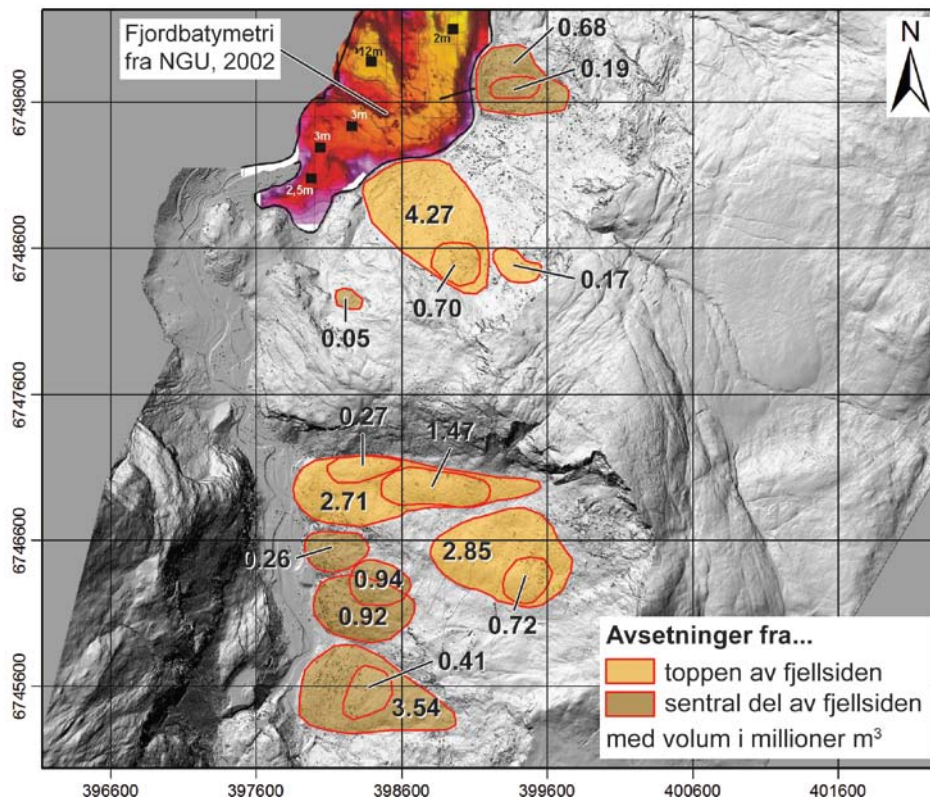 Fjordbatymetri
fra NGU, 2002
12m
2m
3m
3m
2,5m
0.68
0.19
N
4.27
0.70
0.17
0.05
0.27
1.47
2.71
0.26
2.85
0.94
0.92
0.72
0.41
3.54
Avsetninger fra...
toppen av fjellsiden
sentral del av fjellsiden
med volum i millioner m³
6749600
6748600
6747600
6746600
6745600
396600
397600
398600
399600
400600
401600